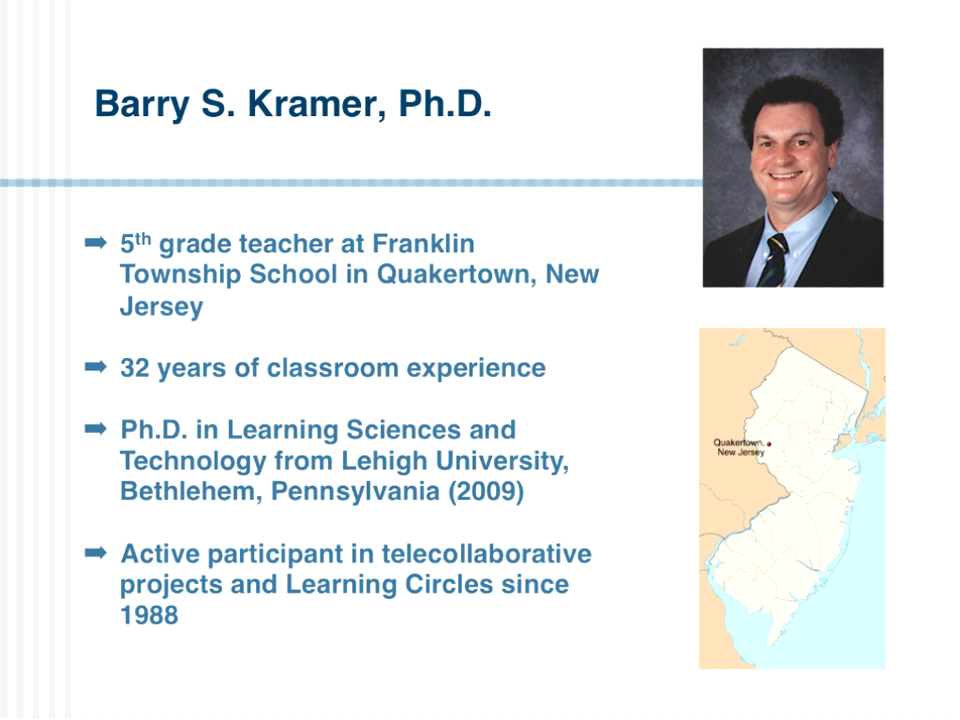 Barry S. Kramer, Ph.D.
➡ 5th grade teacher at Franklin
Township School in Quakertown, New
Jersey
➡ 32 years of classroom experience
➡ Ph.D. in Learning Sciences and
Technology from Lehigh University,
Bethlehem, Pennsylvania (2009)
➡ Active participant in telecollaborative
projects and Learning Circles since
1988
Quakertown,
New Jersey